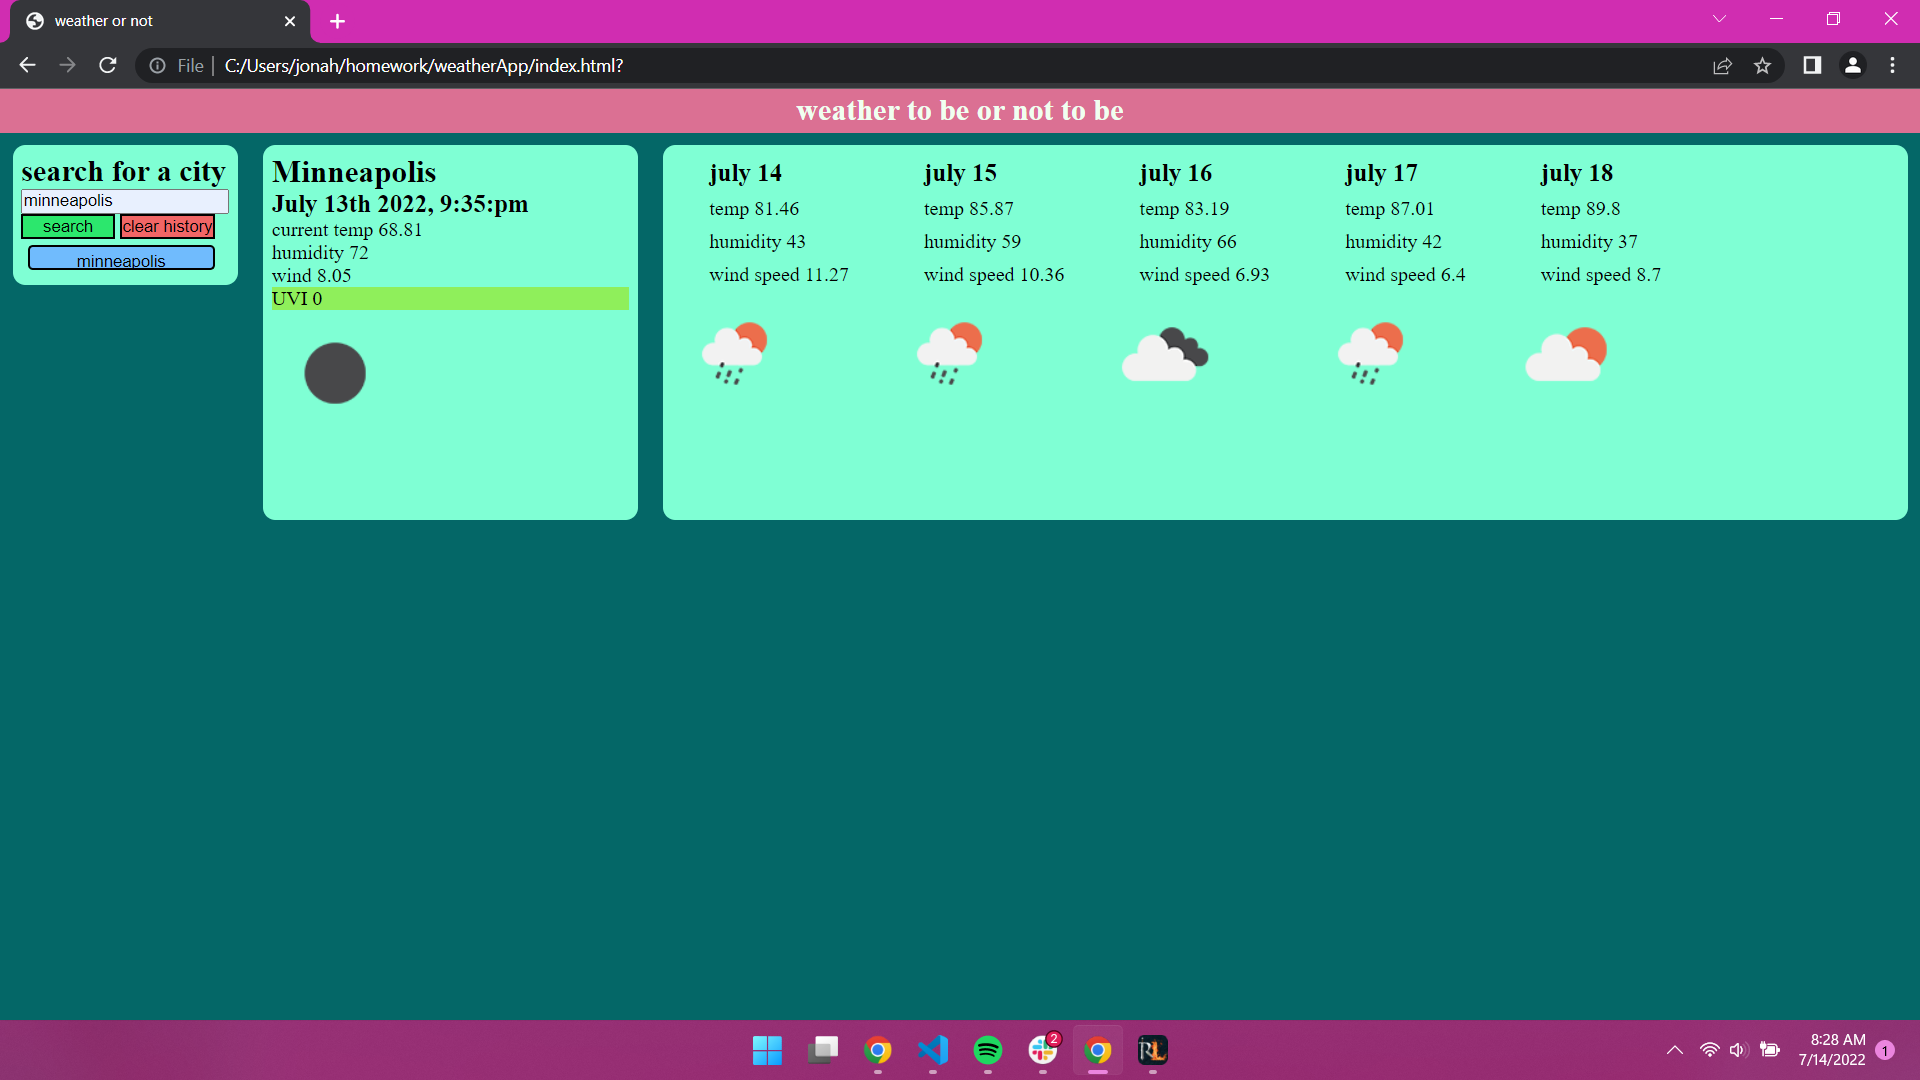 weather or not
File
C:/Users/jonah/homework/weatherApp/index.html?
weather to be or not to be
search for a city
minneapolis
search
clear history
minneapolis
Minneapolis
July 13th 2022, 9:35:pm
current temp 68.81
humidity 72
wind 8.05
UVI 0
july 14
temp 81.46
humidity 43
wind speed 11.27
july 15
temp 85.87
humidity 59
wind speed 10.36
july 16
temp 83.19
humidity 66
wind speed 6.93
july 17
temp 87.01
humidity 42
wind speed 6.4
july 18
temp 89.8
humidity 37
wind speed 8.7
2
RL
8:28 AM
7/14/2022
1